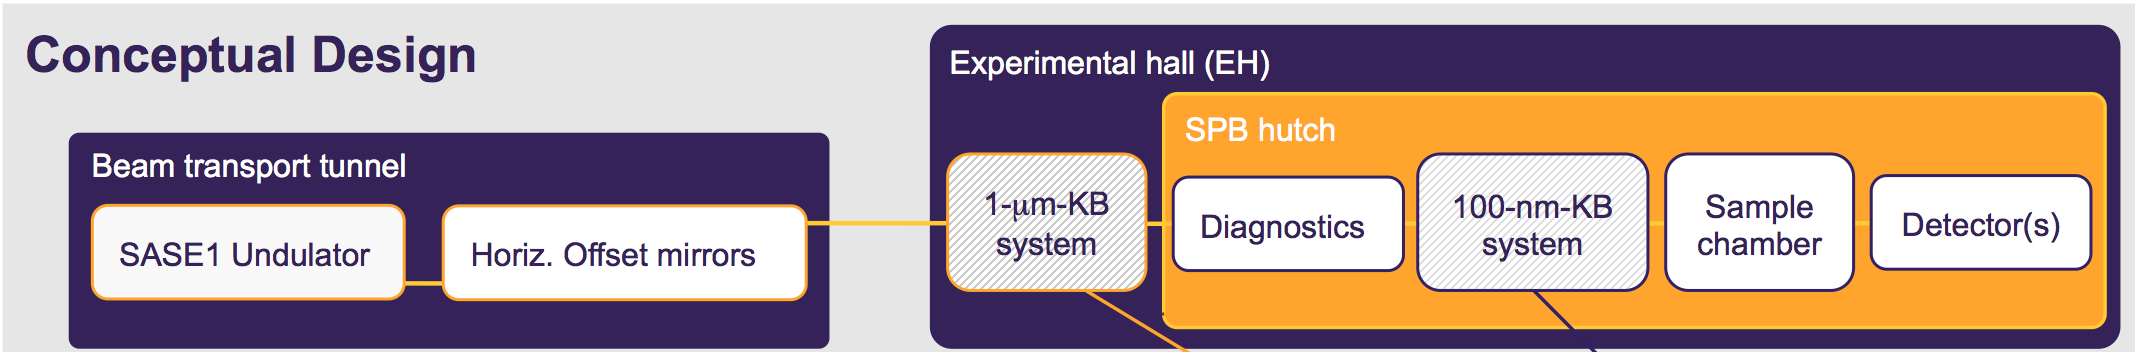 Conceptual Design
Beam transport tunnel
SASE1 Undulator
Horiz. Offset mirrors
Experimental hall (EH)
1-μm-KB
system
SPB hutch
Diagnostics
100-nm-KB
system
Sample
chamber
Detector(s)